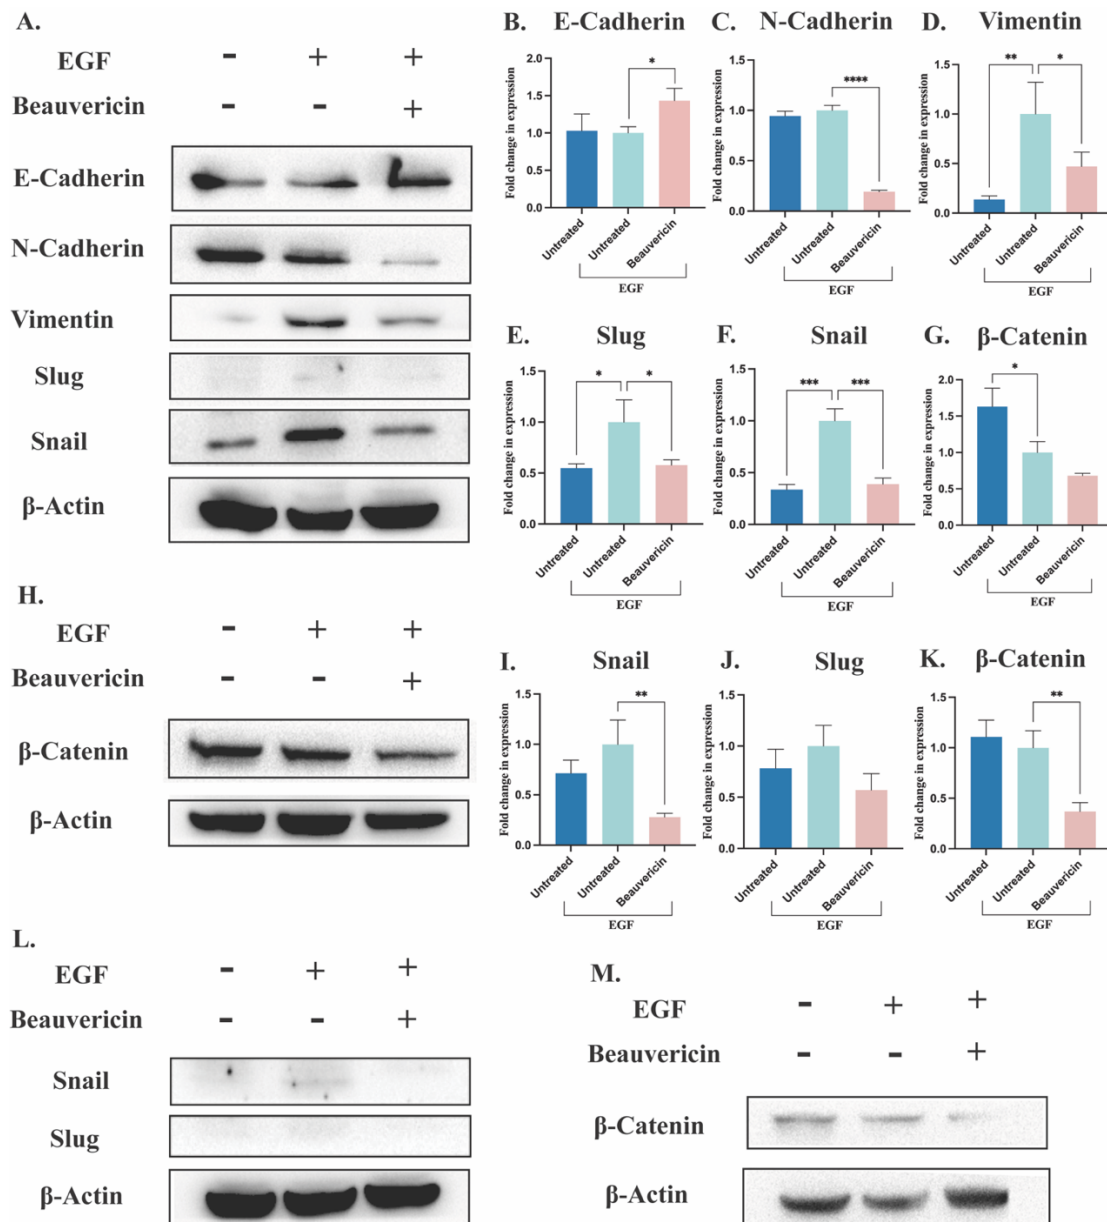 A.
EGF - + +
Beauvericin - - +
E-Cadherin
N-Cadherin
Vimentin
Slug
Snail
β-Actin
B. E-Cadherin
Fold change in expression
2.0
1.5
1.0
0.5
0.0
*
Untreated
Untreated
Beauvericin
EGF
C. N-Cadherin
Fold change in expression
1.5
1.0
0.5
0.0
****
Untreated
Untreated
Beauvericin
EGF
D. Vimentin
Fold change in expression
1.5
1.0
0.5
0.0
** *
Untreated
Untreated
Beauvericin
EGF
E. Slug
Fold change in expression
1.5
1.0
0.5
0.0
* *
Untreated
Untreated
Beauvericin
EGF
F. Snail
Fold change in expression
1.5
1.0
0.5
0.0
*** ***
Untreated
Untreated
Beauvericin
EGF
G. β-Catenin
Fold change in expression
2.0
1.5
1.0
0.5
0.0
*
Untreated
Untreated
Beauvericin
EGF
H.
EGF - + +
Beauvericin - - +
β-Catenin
β-Actin
I. Snail
Fold change in expression
1.5
1.0
0.5
0.0
**
Untreated
Untreated
Beauvericin
EGF
J. Slug
Fold change in expression
1.5
1.0
0.5
0.0
Untreated
Untreated
Beauvericin
EGF
K. β-Catenin
Fold change in expression
1.5
1.0
0.5
0.0
**
Untreated
Untreated
Beauvericin
EGF
L.
EGF - + +
Beauvericin - - +
Snail
Slug
β-Actin
M.
EGF - + +
Beauvericin - - +
β-Catenin
β-Actin